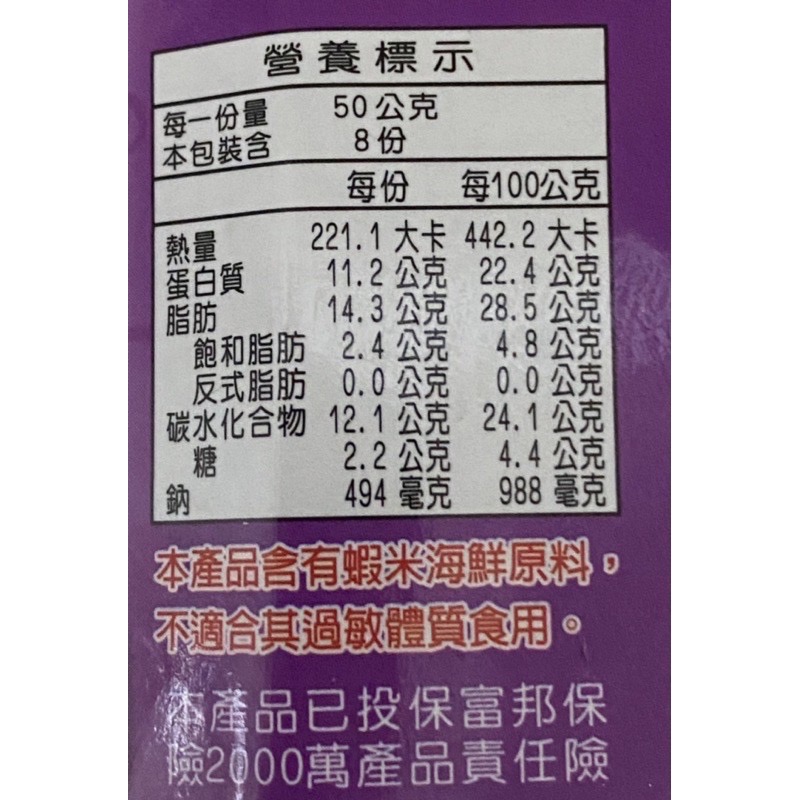 營養標示
每一份量 50公克
本包裝含 8份
每份 每100公克
熱量 221.1大卡 442.2大卡
蛋白質 11.2公克 22.4公克
脂肪 14.3公克 28.5公克
飽和脂肪 2.4公克 4.8公克
反式脂肪 0.0公克 0.0公克
碳水化合物 12.1公克 24.1公克
糖 2.2公克 4.4公克
鈉 494毫克 988毫克
本產品含有蝦米海鮮原料，
不適合其過敏體質食用。
本產品已投保富邦保
險2000萬產品責任險